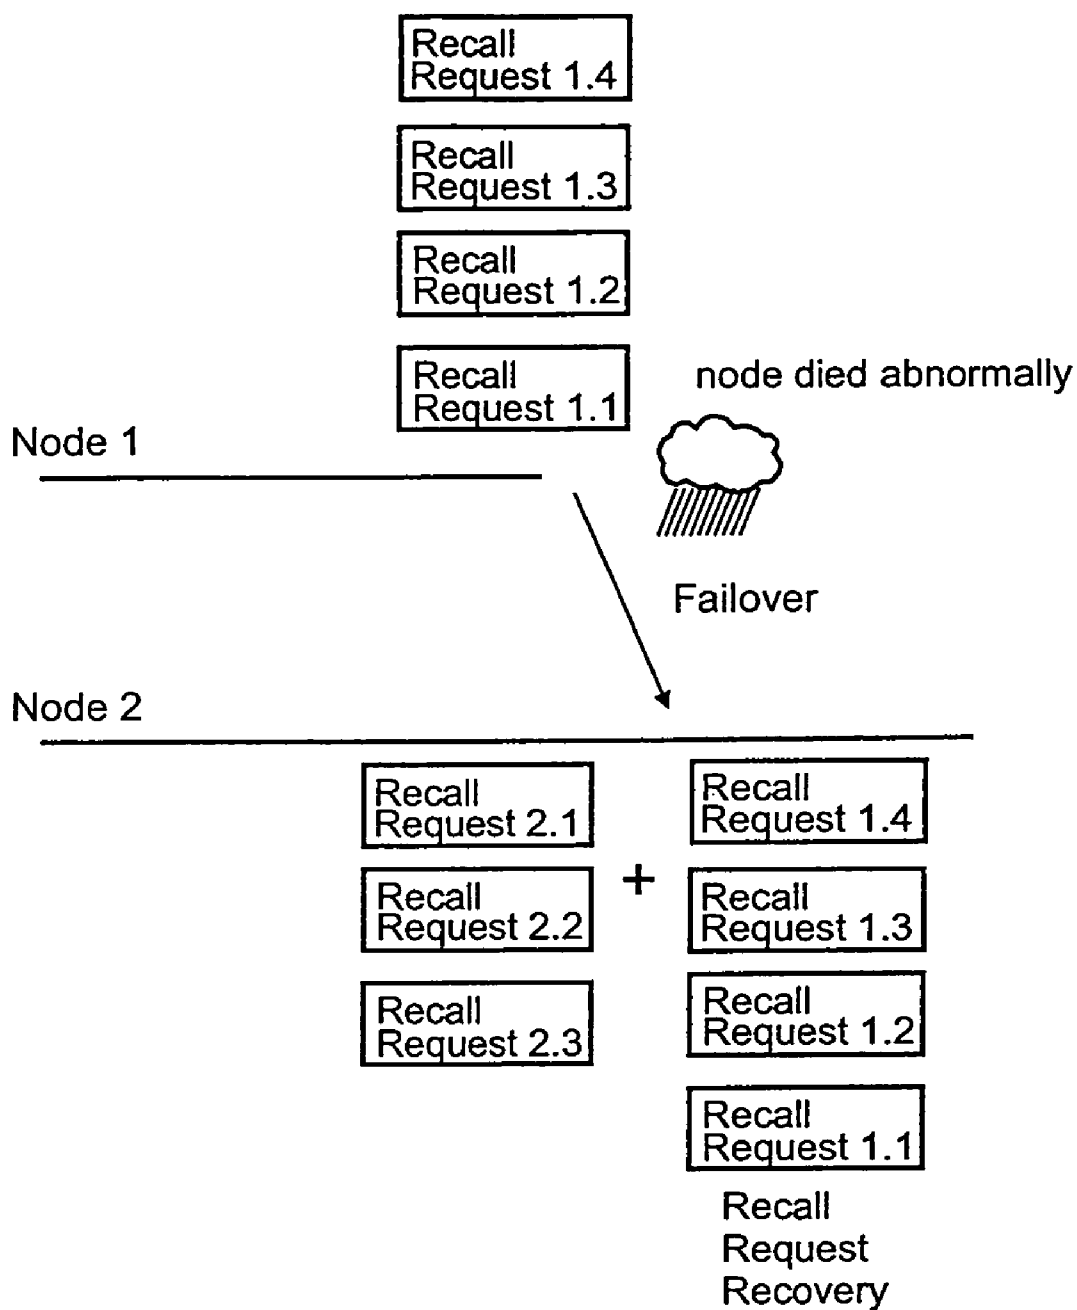 Recall
Request 1.4
Recall
Request 1.3
Recall
Request 1.2
Recall
Request 1.1
node died abnormally
Node 1
Failover
Node 2
Recall
Request 2.1
Recall
Request 1.4
+
Recall
Request 2.2
Recall
Request 1.3
Recall
Request 2.3
Recall
Request 1.2
Recall
Request 1.1
Recall
Request
Recovery